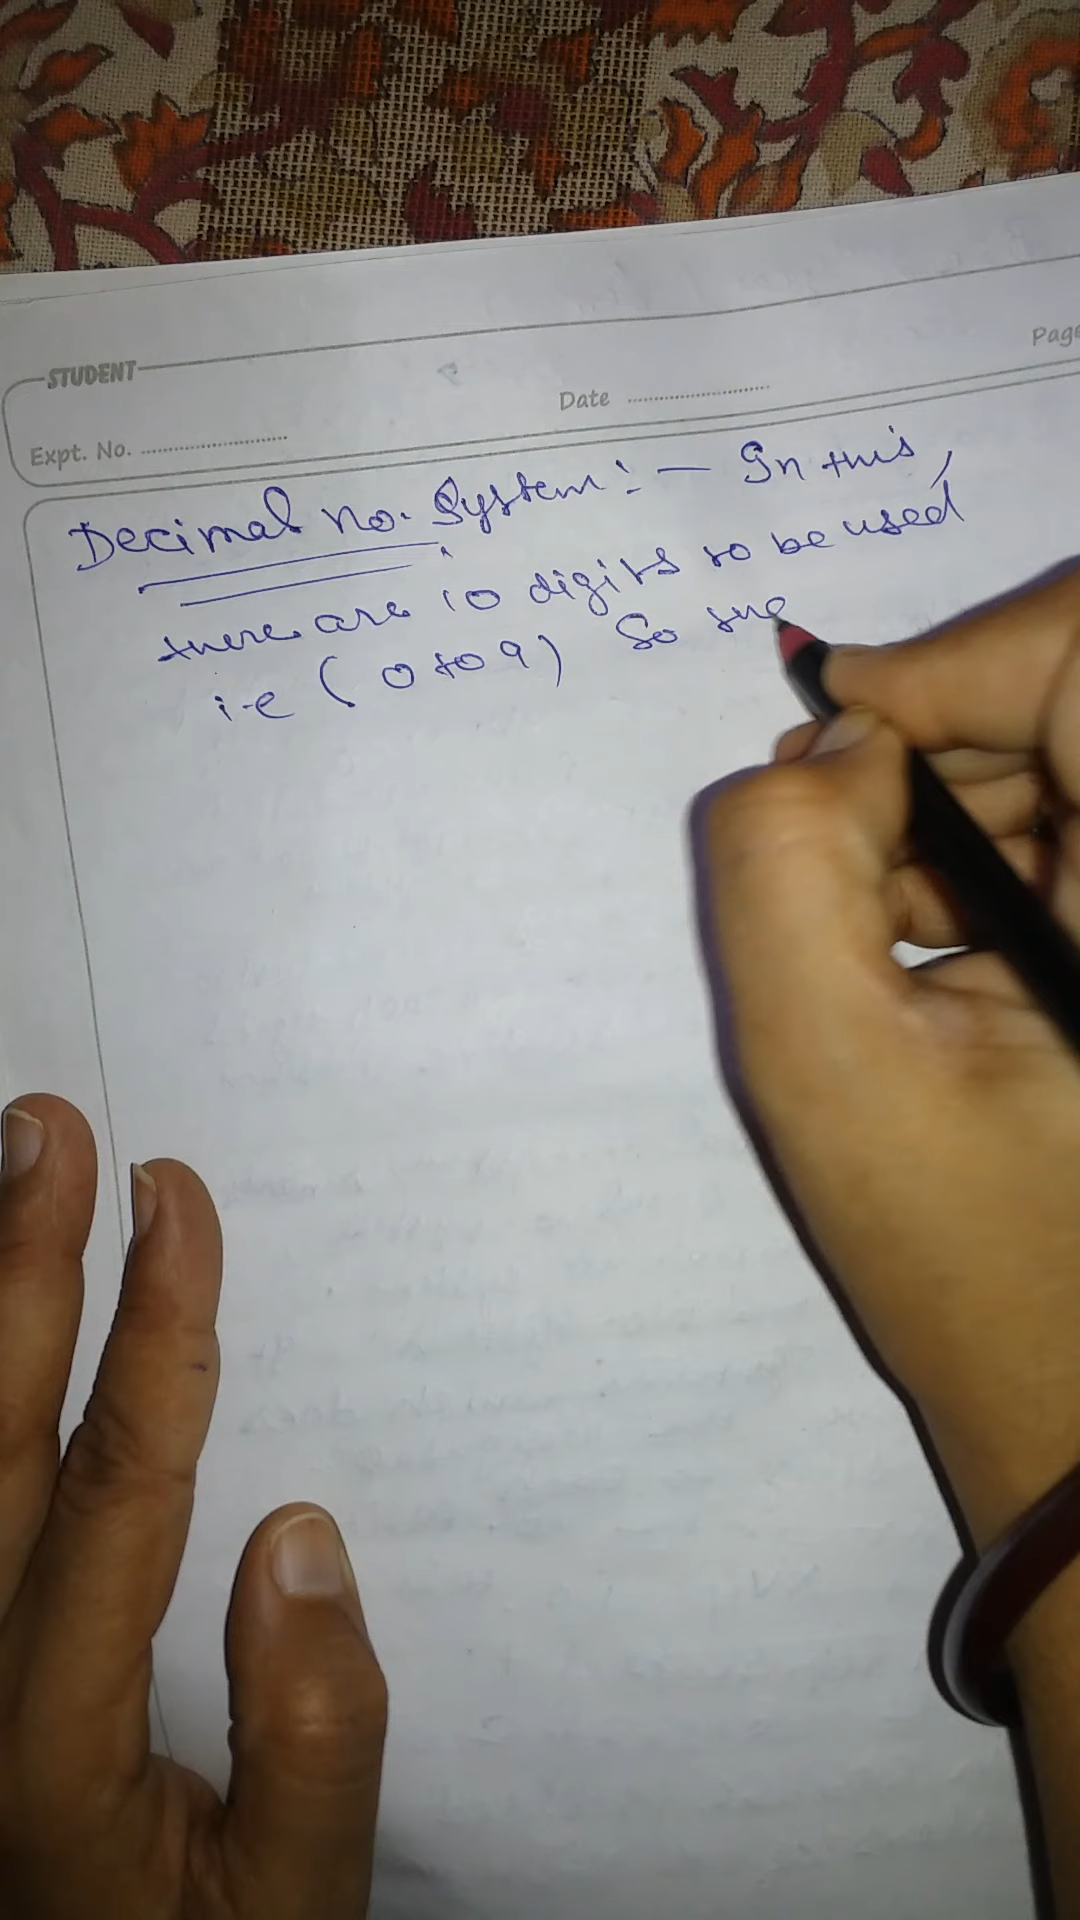 STUDENT
Page
Date
Expt. No.
Decimal no. System :- In this,
there are 10 digits to be used
i-e ( 0 to 9 ) So the